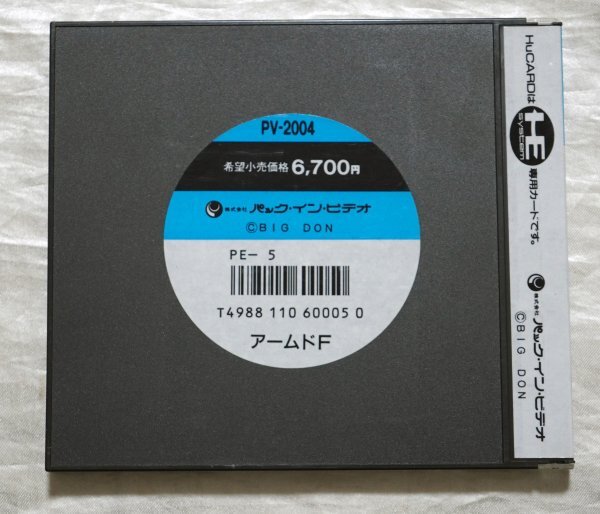 PV-2004
希望小売価格 6,700円
株式会社 パック・イン・ビデオ
©BIG DON
PE- 5
T4988 110 60005 0
アームドF
HuCARDは
HE
system
専用カードです。
株式会社 パック・イン・ビデオ
©BIG DON